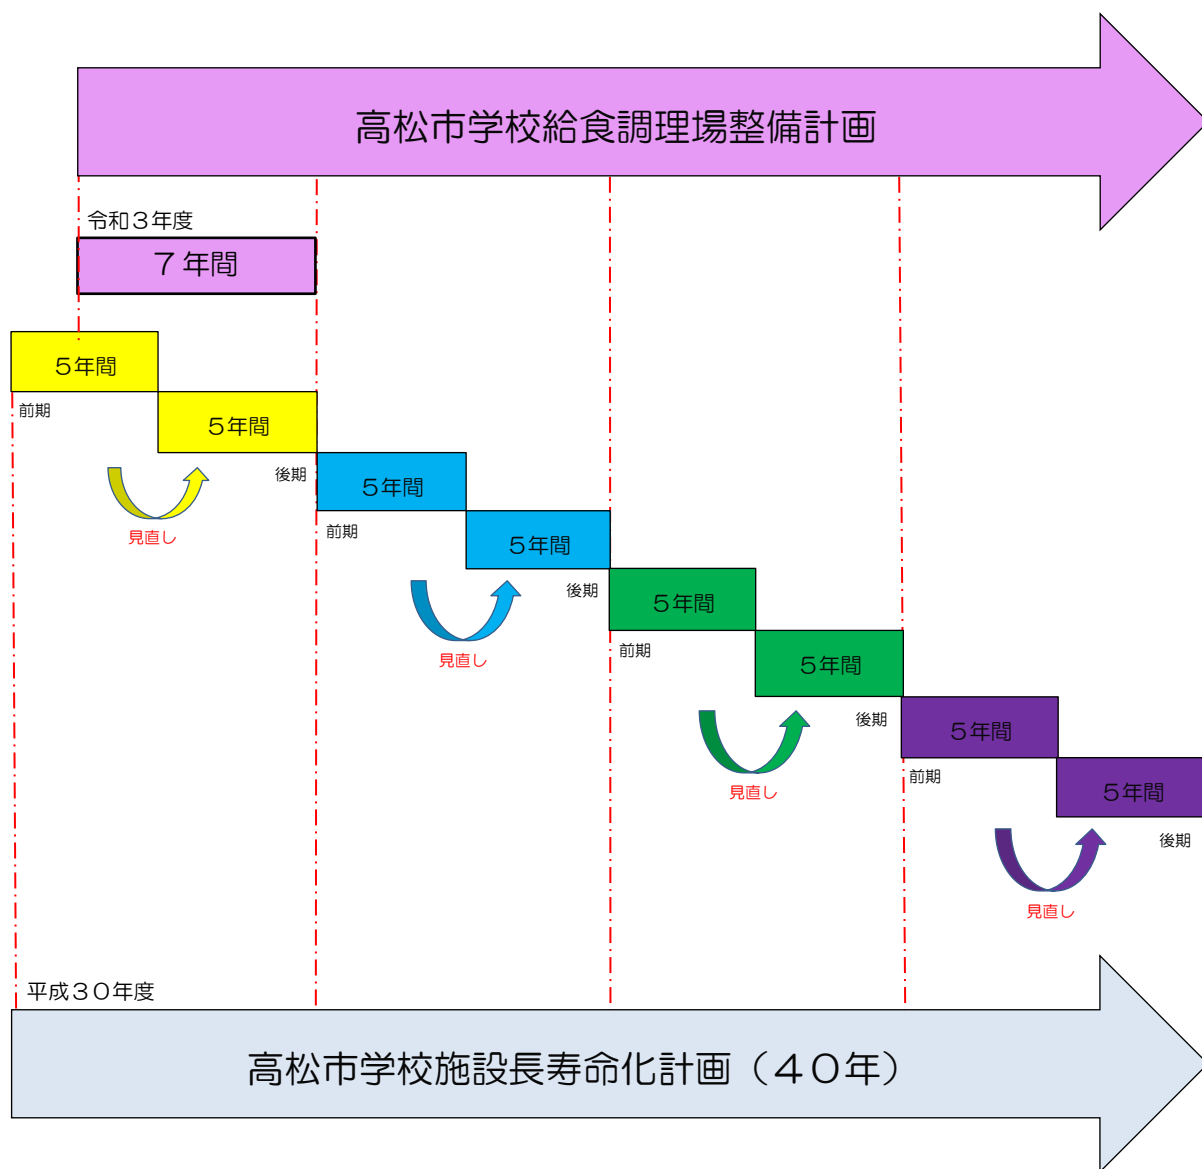 高松市学校給食調理場整備計画
令和３年度
７年間
５年間
前期
５年間
後期
見直し
５年間
前期
５年間
後期
見直し
５年間
前期
５年間
後期
見直し
５年間
前期
５年間
後期
見直し
平成３０年度
高松市学校施設長寿命化計画（４０年）